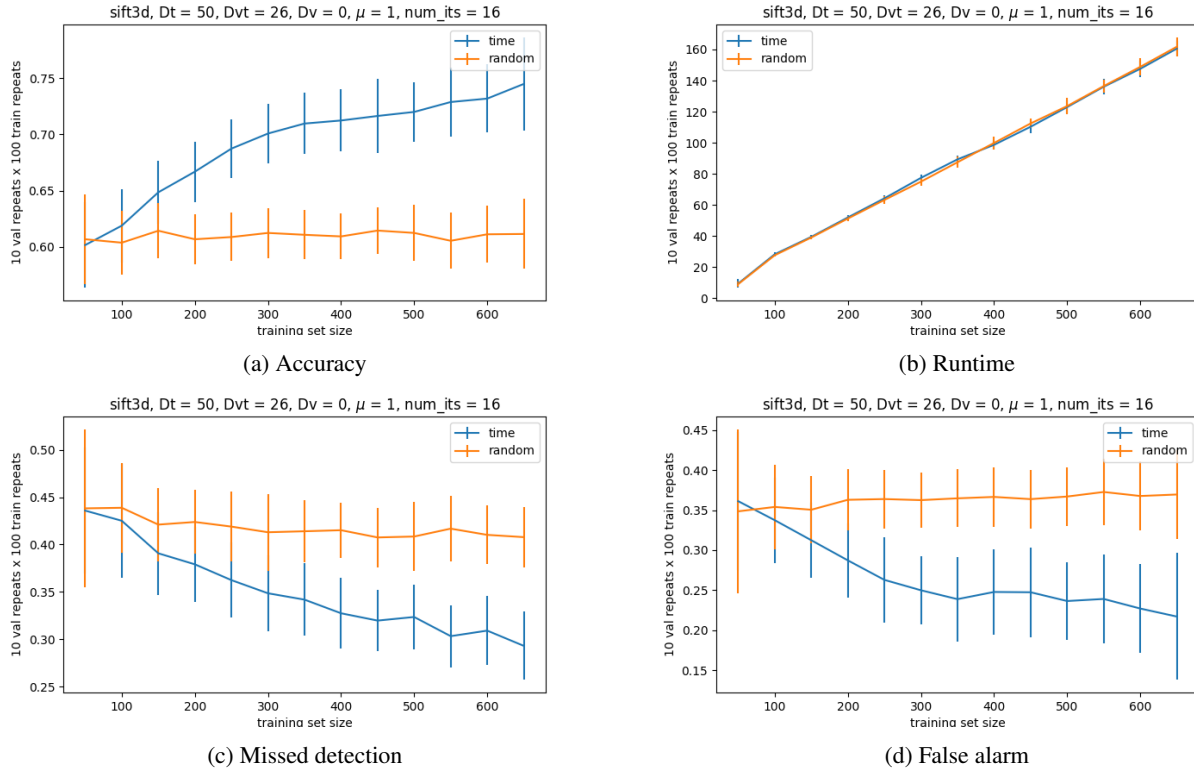 sift3d, Dt = 50, Dvt = 26, Dv = 0, μ = 1, num_its = 16
10 val repeats x 100 train repeats
0.75
0.70
0.65
0.60
time
random
100 200 300 400 500 600
training set size
(a) Accuracy
sift3d, Dt = 50, Dvt = 26, Dv = 0, μ = 1, num_its = 16
10 val repeats x 100 train repeats
160
140
120
100
80
60
40
20
0
time
random
100 200 300 400 500 600
training set size
(b) Runtime
sift3d, Dt = 50, Dvt = 26, Dv = 0, μ = 1, num_its = 16
10 val repeats x 100 train repeats
0.50
0.45
0.40
0.35
0.30
0.25
time
random
100 200 300 400 500 600
training set size
(c) Missed detection
sift3d, Dt = 50, Dvt = 26, Dv = 0, μ = 1, num_its = 16
10 val repeats x 100 train repeats
0.45
0.40
0.35
0.30
0.25
0.20
0.15
time
random
100 200 300 400 500 600
training set size
(d) False alarm